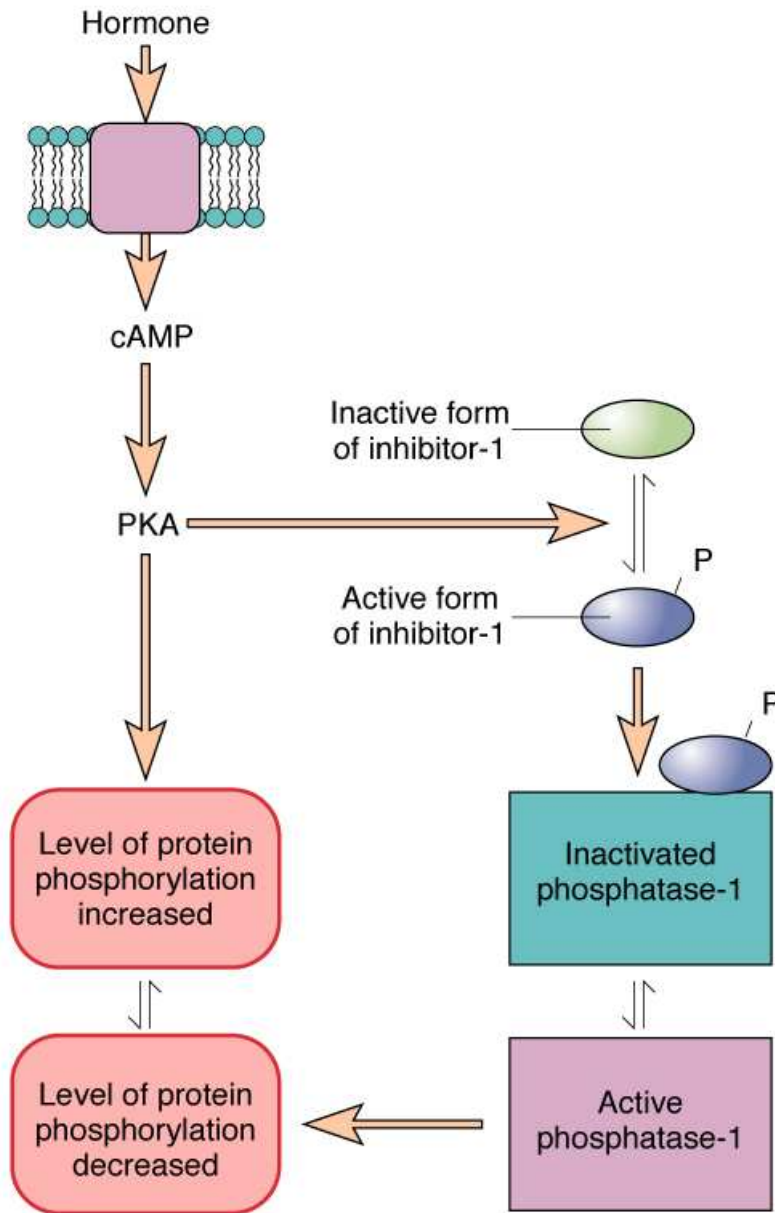 Hormone
cAMP
Inactive form
of inhibitor-1
PKA
P
Active form
of inhibitor-1
P
Level of protein
phosphorylation
increased
Inactivated
phosphatase-1
Level of protein
phosphorylation
decreased
Active
phosphatase-1